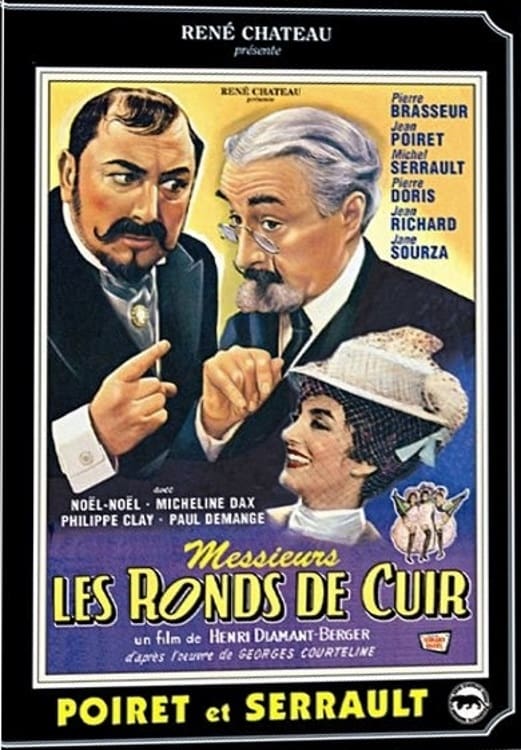 RENÉ CHATEAU
présente
RENÉ CHATEAU
présente
Pierre
BRASSEUR
Jean
POIRET
Michel
SERRAULT
Pierre
DORIS
Jean
RICHARD
Jane
SOURZA
avec
NOËL-NOËL · MICHELINE DAX
PHILIPPE CLAY · PAUL DEMANGE
Messieurs
LES RONDS DE CUIR
un film de HENRI DIAMANT-BERGER
d'après l'oeuvre de GEORGES COURTELINE
POIRET et SERRAULT